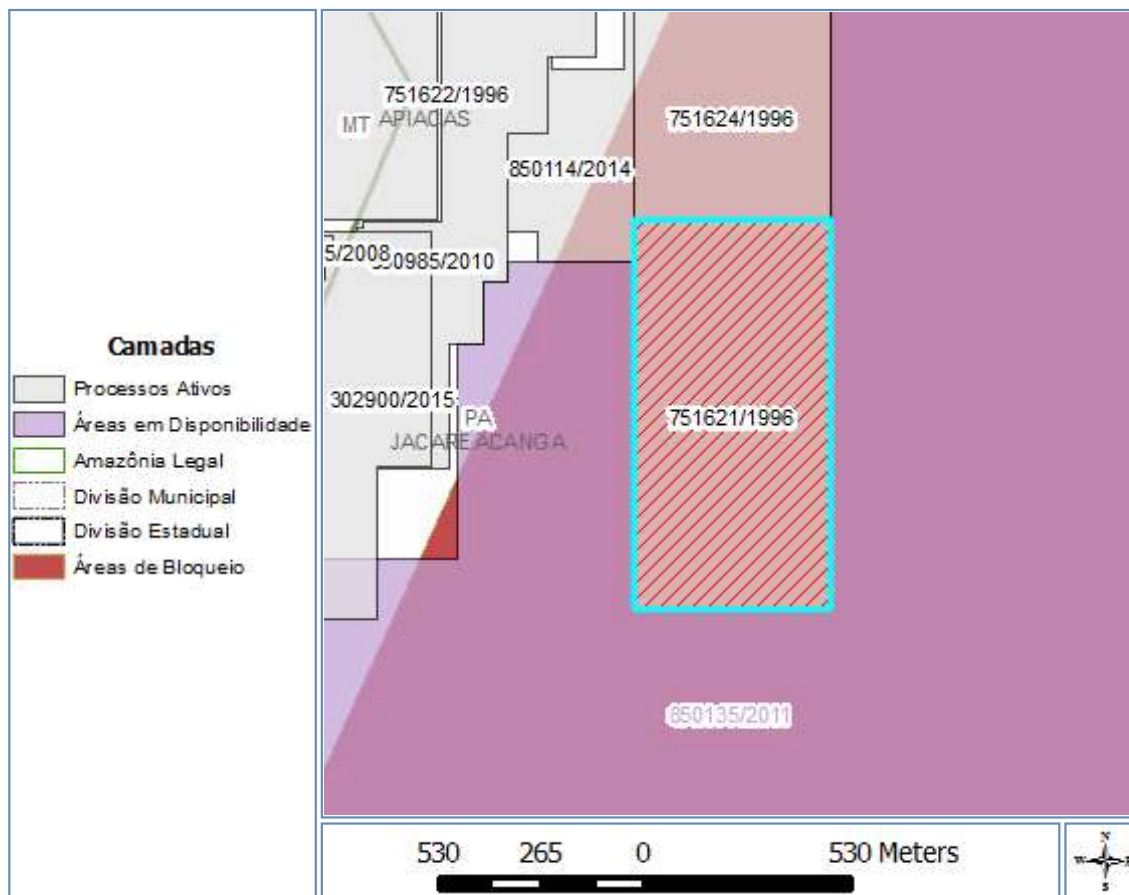 Camadas
Processos Ativos
Áreas em Disponibilidade
Amazônia Legal
Divisão Municipal
Divisão Estadual
Áreas de Bloqueio
751622/1996
MT APIACAS
751624/1996
850114/2014
5/2008
0985/2010
302900/2015
PA
JACAREACANGA
751621/1996
850135/2011
530 265 0 530 Meters
N
W
E
S